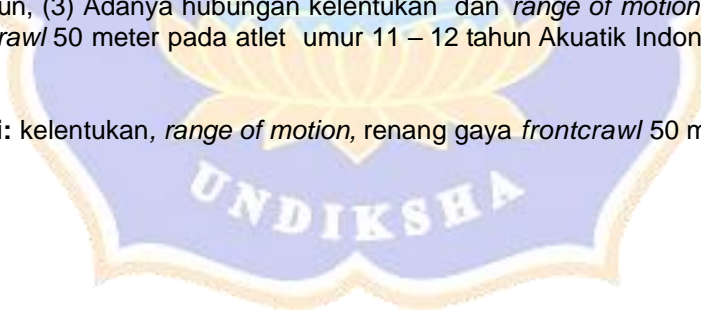 un, (3) Adanya hubungan kelentukan dan range of motion
rawl 50 meter pada atlet umur 11 – 12 tahun Akuatik Indon
i: kelentukan, range of motion, renang gaya frontcrawl 50 m
UNDIKSHA